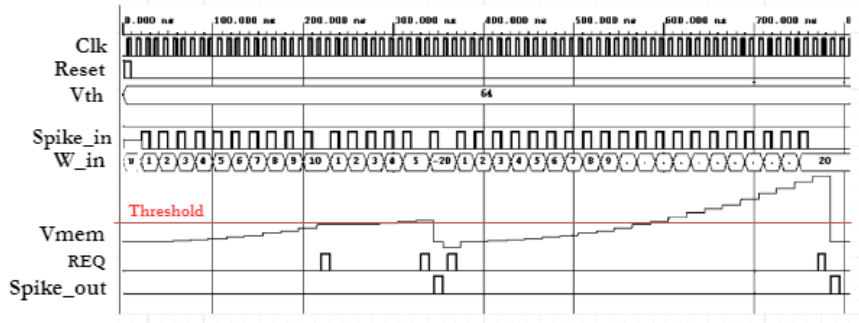 0.000 ns 100.000 ns 200.000 ns 300.000 ns 400.000 ns 500.000 ns 600.000 ns 700.000 ns 8
Clk
Reset
Vth 64
Spike_in
W_in U 1 2 3 4 5 6 7 8 9 10 1 2 3 4 5 -20 1 2 3 4 5 6 7 8 9 . . . . . . . . . . 20
Threshold
Vmem
REQ
Spike_out